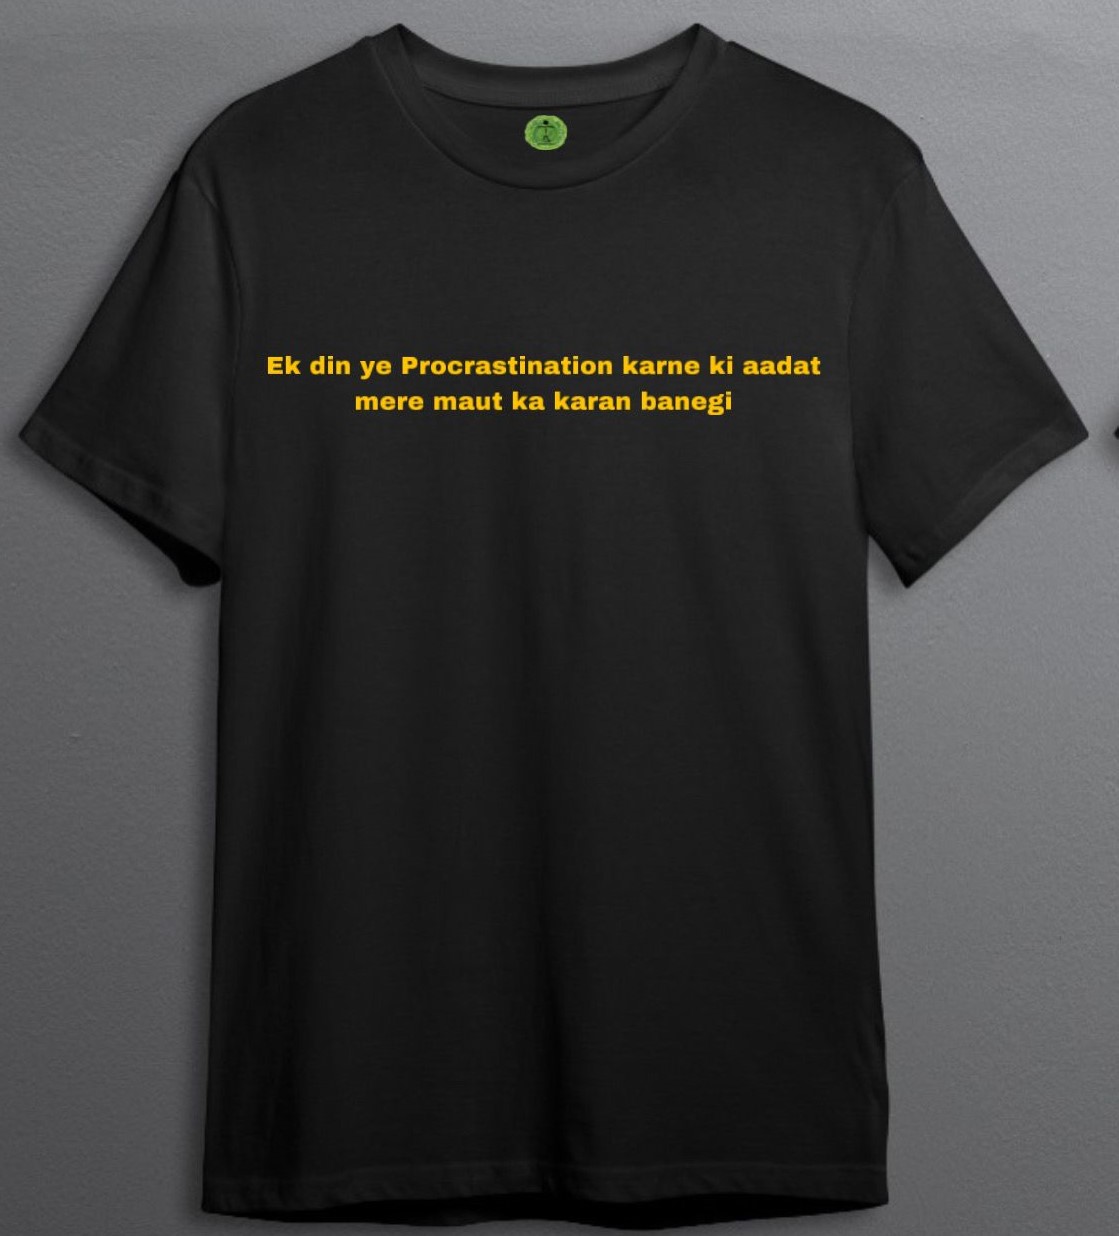 Ek din ye Procrastination karne ki aadat
mere maut ka karan banegi